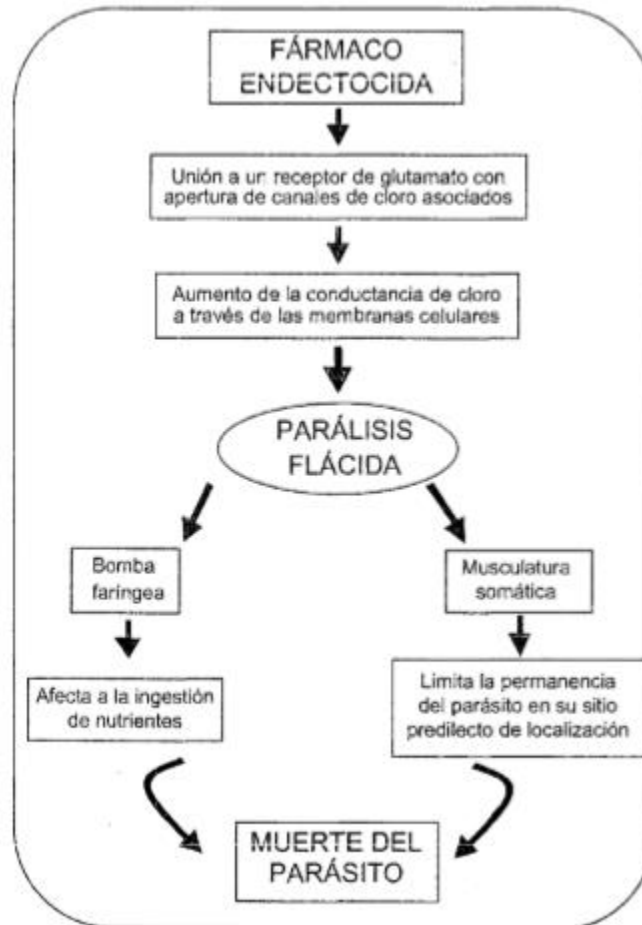 FÁRMACO
ENDECTOCIDA
Unión a un receptor de glutamato con
apertura de canales de cloro asociados
Aumento de la conductancia de cloro
a través de las membranas celulares
PARÁLISIS
FLÁCIDA
Bomba
faríngea
Musculatura
somática
Afecta a la ingestión
de nutrientes
Limita la permanencia
del parásito en su sitio
predilecto de localización
MUERTE DEL
PARÁSITO